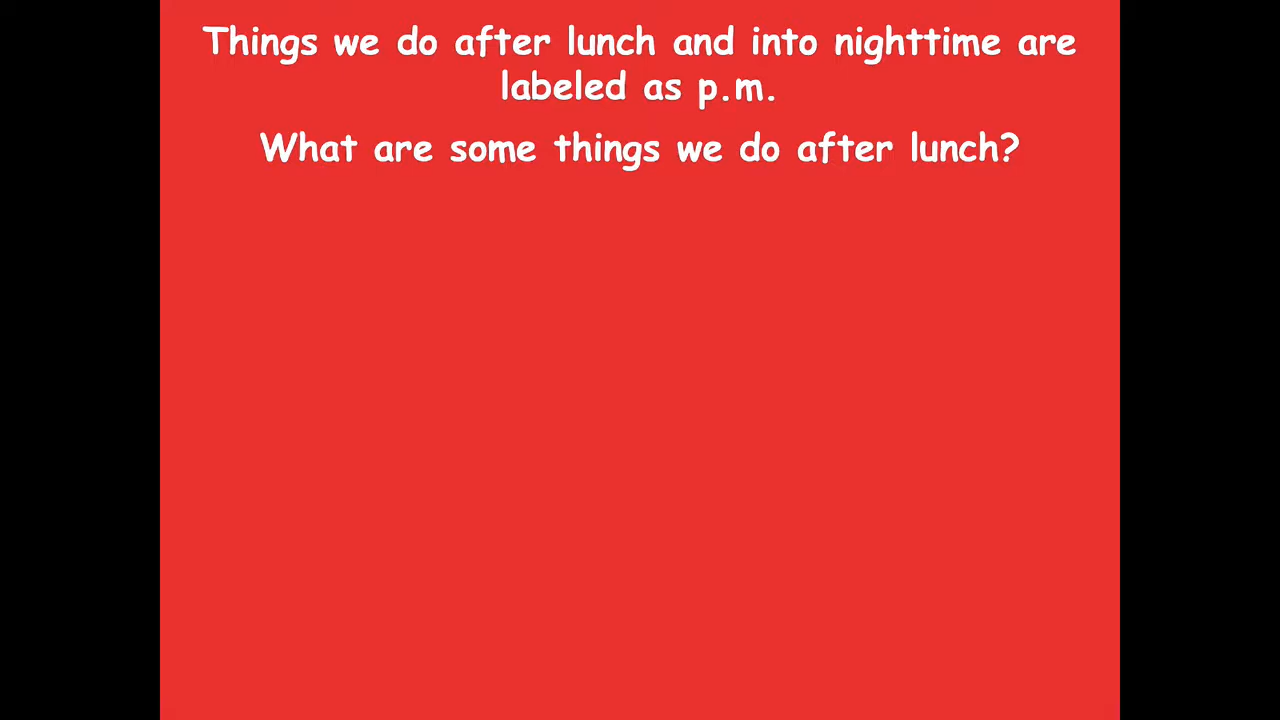 Things we do after lunch and into nighttime are
labeled as p.m.
What are some things we do after lunch?